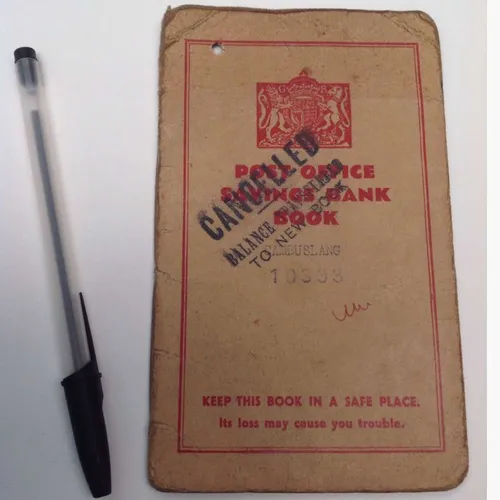 G R
POST OFFICE
SAVINGS BANK
BOOK
CANCELLED
BALANCE TRANSFERRED
TO NEW BOOK
CAMBUSLANG
10333
KEEP THIS BOOK IN A SAFE PLACE.
Its loss may cause you trouble.